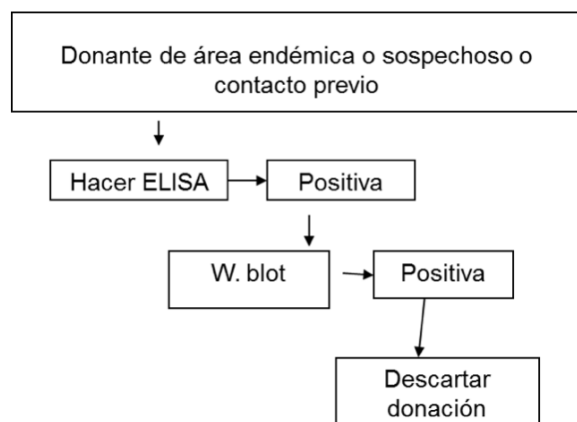 Donante de área endémica o sospechoso o
contacto previo
Hacer ELISA
Positiva
W. blot
Positiva
Descartar
donación